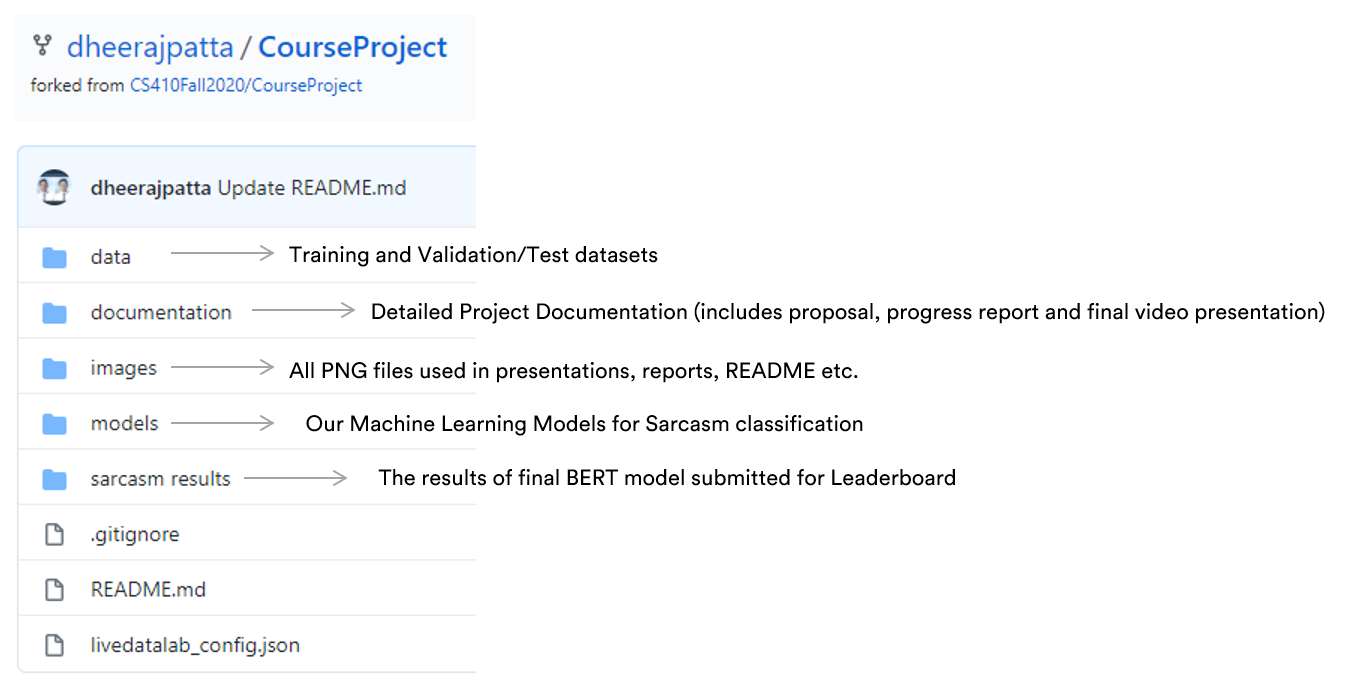 dheerajpatta / CourseProject
forked from CS410Fall2020/CourseProject
dheerajpatta Update README.md
data Training and Validation/Test datasets
documentation Detailed Project Documentation (includes proposal, progress report and final video presentation)
images All PNG files used in presentations, reports, README etc.
models Our Machine Learning Models for Sarcasm classification
sarcasm results The results of final BERT model submitted for Leaderboard
.gitignore
README.md
livedatalab_config.json